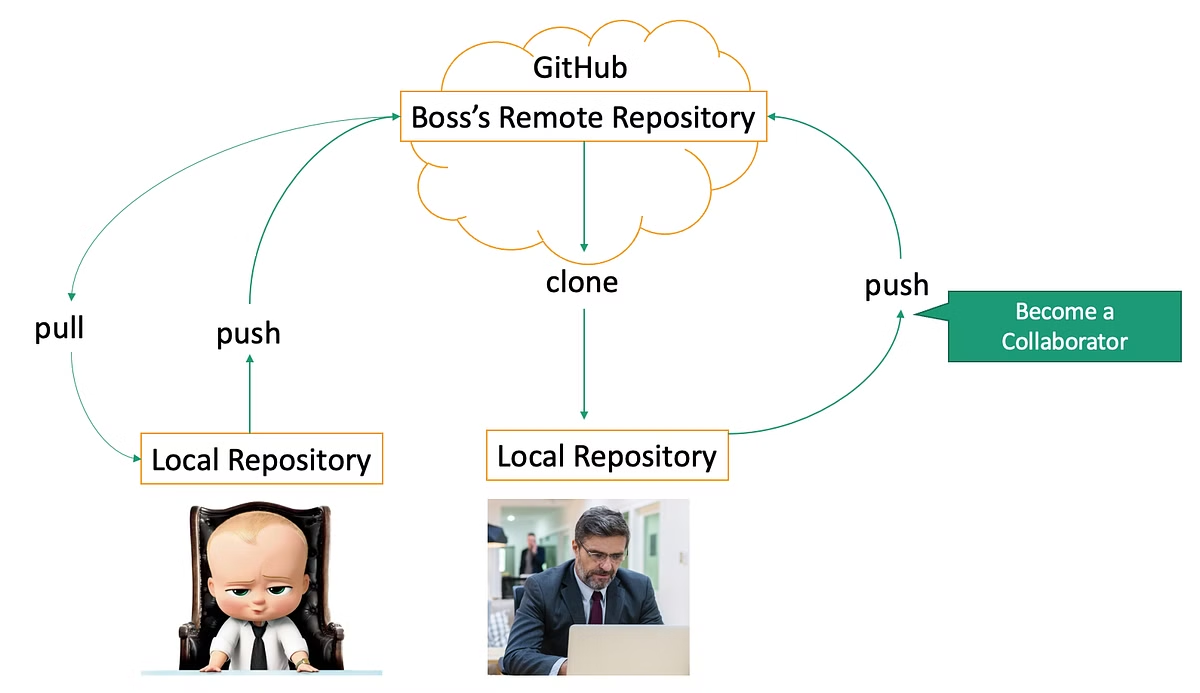 GitHub
Boss’s Remote Repository
clone
push
Become a
Collaborator
pull
push
Local Repository
Local Repository